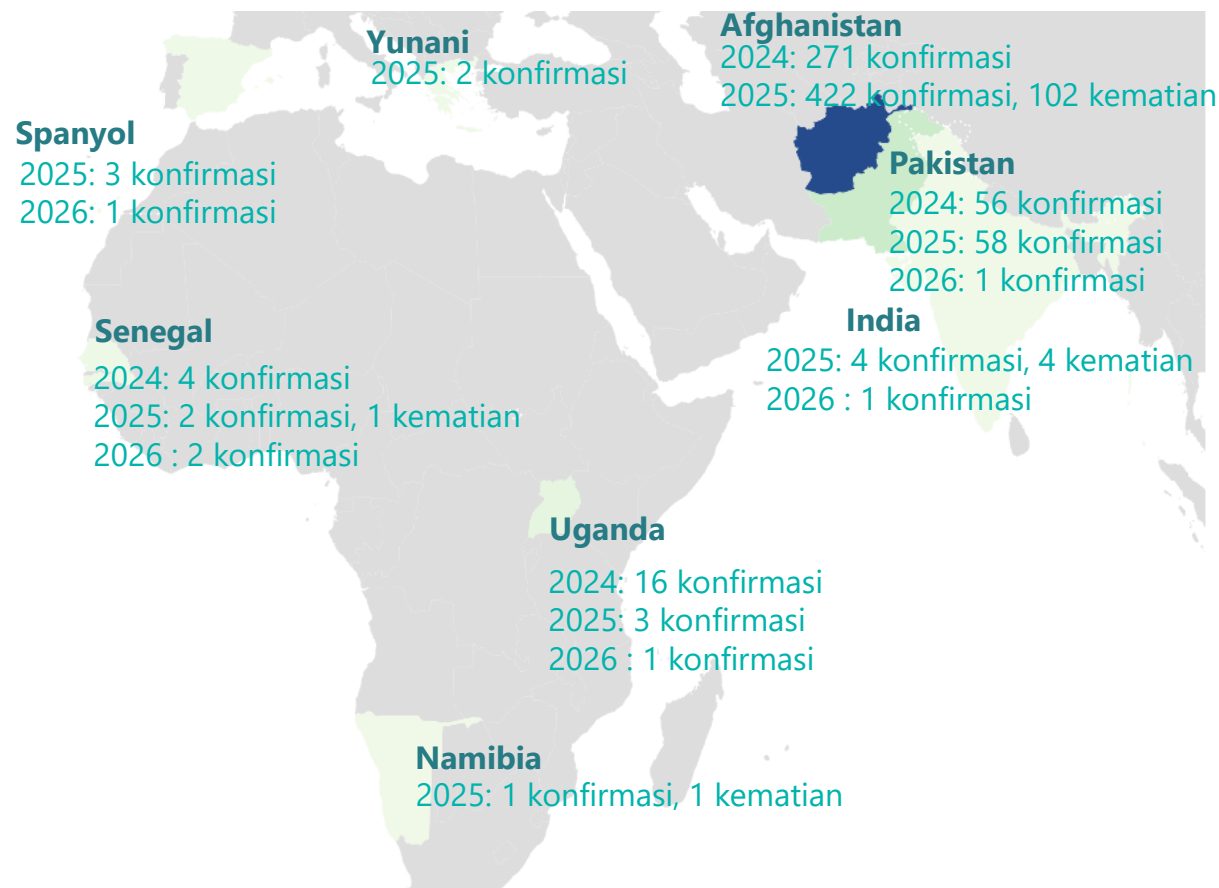 Yunani
2025: 2 konfirmasi
Afghanistan
2024: 271 konfirmasi
2025: 422 konfirmasi, 102 kematian
Spanyol
2025: 3 konfirmasi
2026: 1 konfirmasi
Pakistan
2024: 56 konfirmasi
2025: 58 konfirmasi
2026: 1 konfirmasi
India
2025: 4 konfirmasi, 4 kematian
2026 : 1 konfirmasi
Senegal
2024: 4 konfirmasi
2025: 2 konfirmasi, 1 kematian
2026 : 2 konfirmasi
Uganda
2024: 16 konfirmasi
2025: 3 konfirmasi
2026 : 1 konfirmasi
Namibia
2025: 1 konfirmasi, 1 kematian